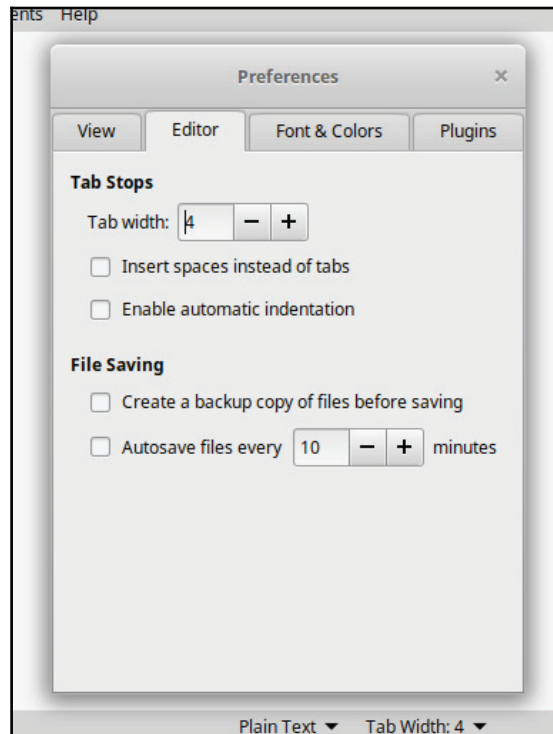 ents Help
Preferences ×
View Editor Font & Colors Plugins
Tab Stops
Tab width: 4 − +
Insert spaces instead of tabs
Enable automatic indentation
File Saving
Create a backup copy of files before saving
Autosave files every 10 − + minutes
Plain Text ▼ Tab Width: 4 ▼